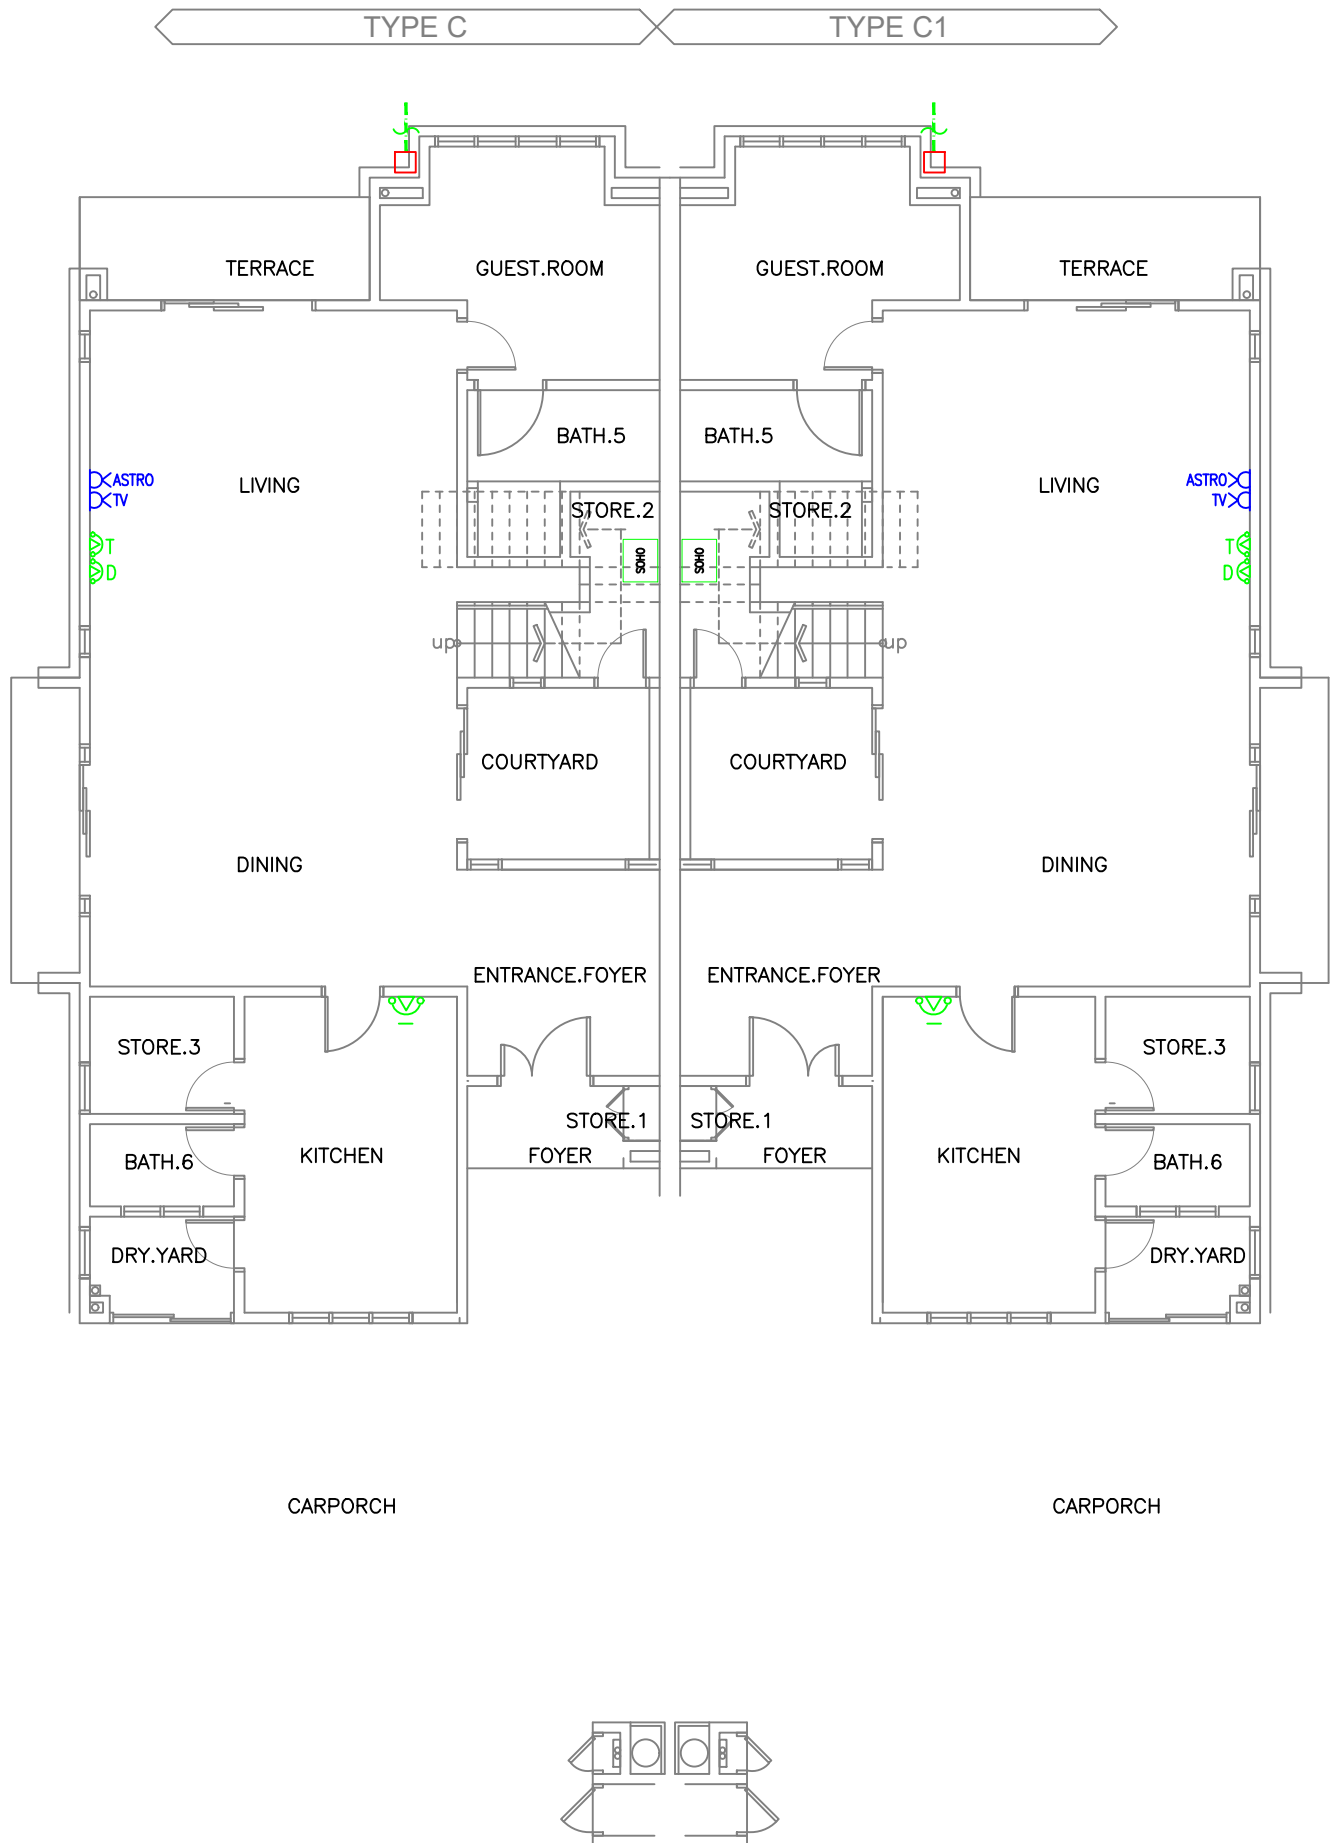 TYPE C TYPE C1
TERRACE GUEST.ROOM GUEST.ROOM TERRACE
BATH.5 BATH.5
LIVING LIVING
ASTRO ASTRO
TV TV
STORE.2 STORE.2
T T
SOHO SOHO
D D
up up
COURTYARD COURTYARD
DINING DINING
ENTRANCE.FOYER ENTRANCE.FOYER
STORE.3 STORE.3
STORE.1 STORE.1
KITCHEN FOYER FOYER KITCHEN
BATH.6 BATH.6
DRY.YARD DRY.YARD
CARPORCH CARPORCH